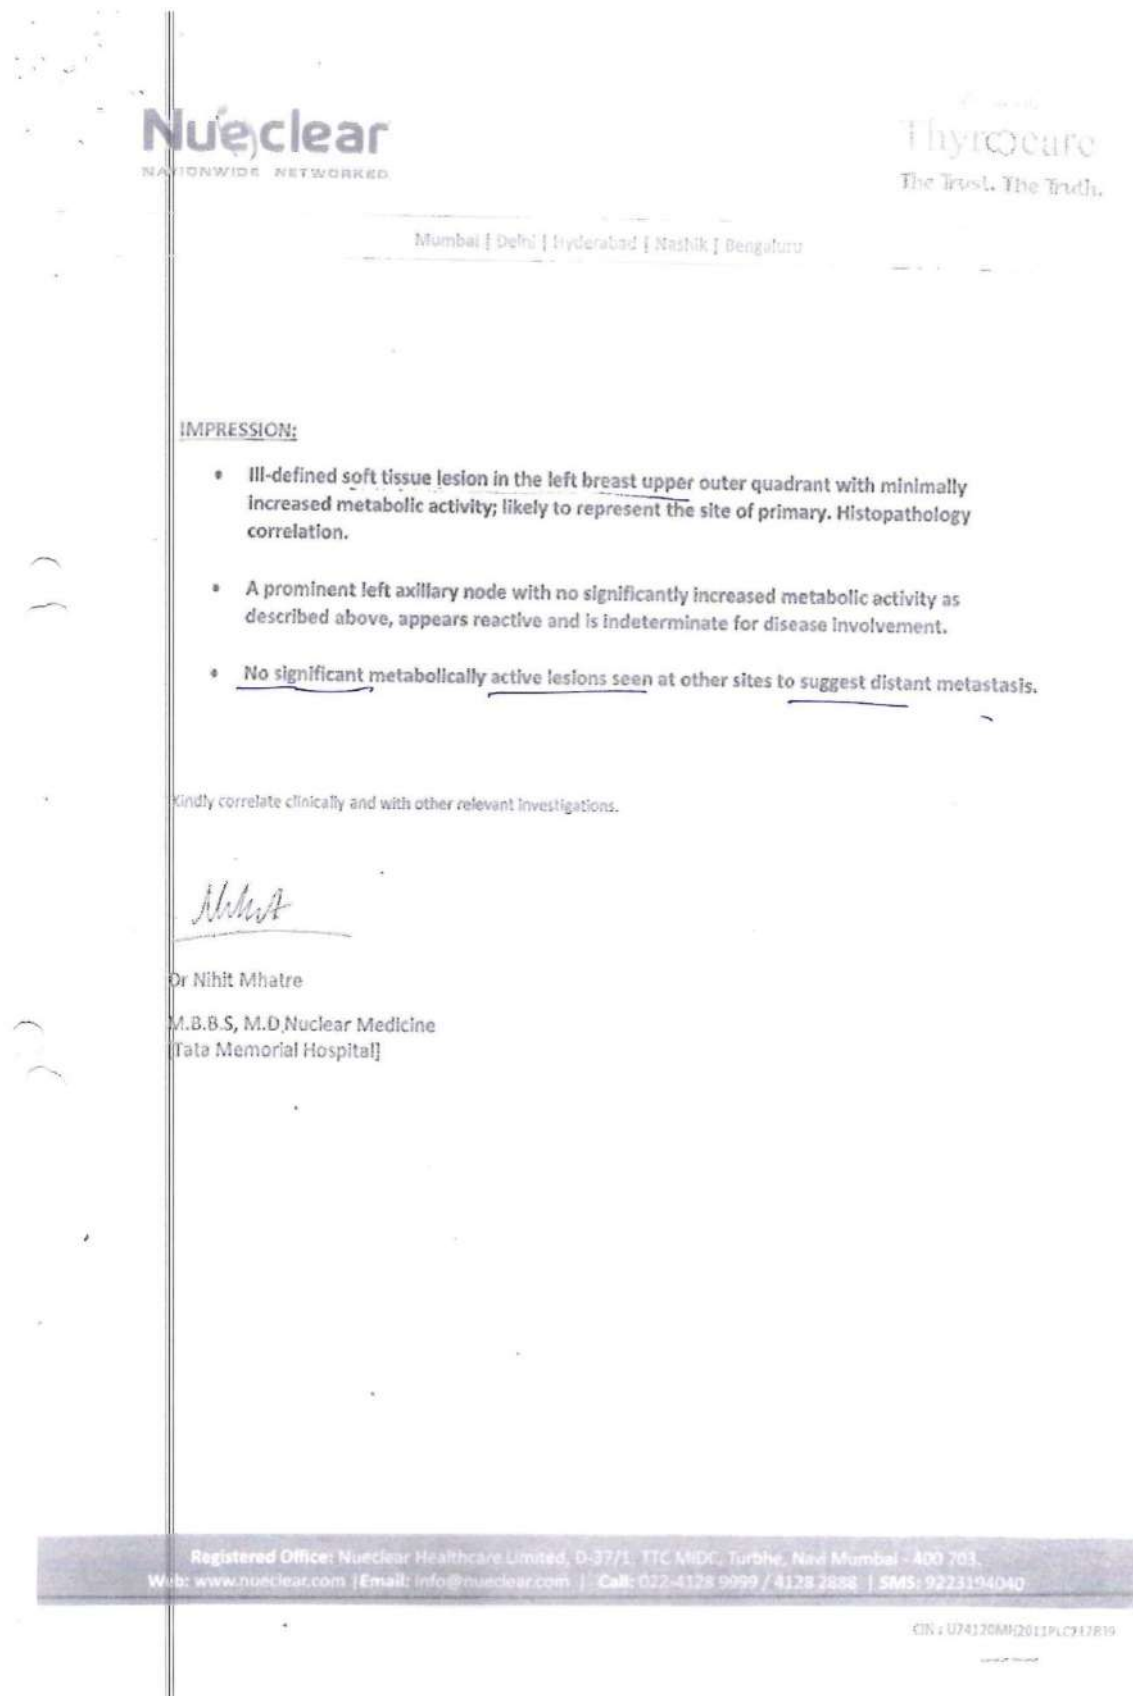 Nueclear
NATIONWIDE NETWORKED
Thyrocare
The Trust. The Truth.
Mumbai | Delhi | Hyderabad | Nashik | Bengaluru
IMPRESSION:
• Ill-defined soft tissue lesion in the left breast upper outer quadrant with minimally
increased metabolic activity; likely to represent the site of primary. Histopathology
correlation.
• A prominent left axillary node with no significantly increased metabolic activity as
described above, appears reactive and is indeterminate for disease involvement.
• No significant metabolically active lesions seen at other sites to suggest distant metastasis.
Kindly correlate clinically and with other relevant investigations.
Dr Nihit Mhatre
M.B.B.S, M.D Nuclear Medicine
[Tata Memorial Hospital]
Registered Office: Nueclear Healthcare Limited, D-37/1, TTC MIDC, Turbhe, Navi Mumbai - 400 703.
Web: www.nueclear.com | Email: info@nueclear.com | Call: 022-4128 9999 / 4128 2888 | SMS: 9223194040
CIN :